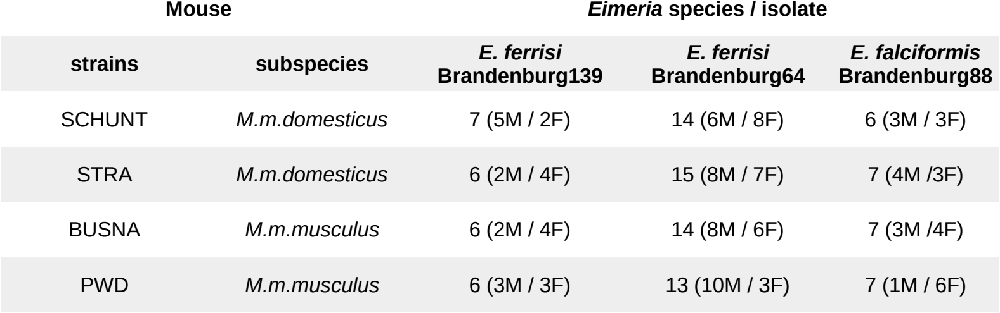 Mouse Eimeria species / isolate
strains subspecies E. ferrisi Brandenburg139 E. ferrisi Brandenburg64 E. falciformis Brandenburg88
SCHUNT M.m.domesticus 7 (5M / 2F) 14 (6M / 8F) 6 (3M / 3F)
STRA M.m.domesticus 6 (2M / 4F) 15 (8M / 7F) 7 (4M /3F)
BUSNA M.m.musculus 6 (2M / 4F) 14 (8M / 6F) 7 (3M /4F)
PWD M.m.musculus 6 (3M / 3F) 13 (10M / 3F) 7 (1M / 6F)